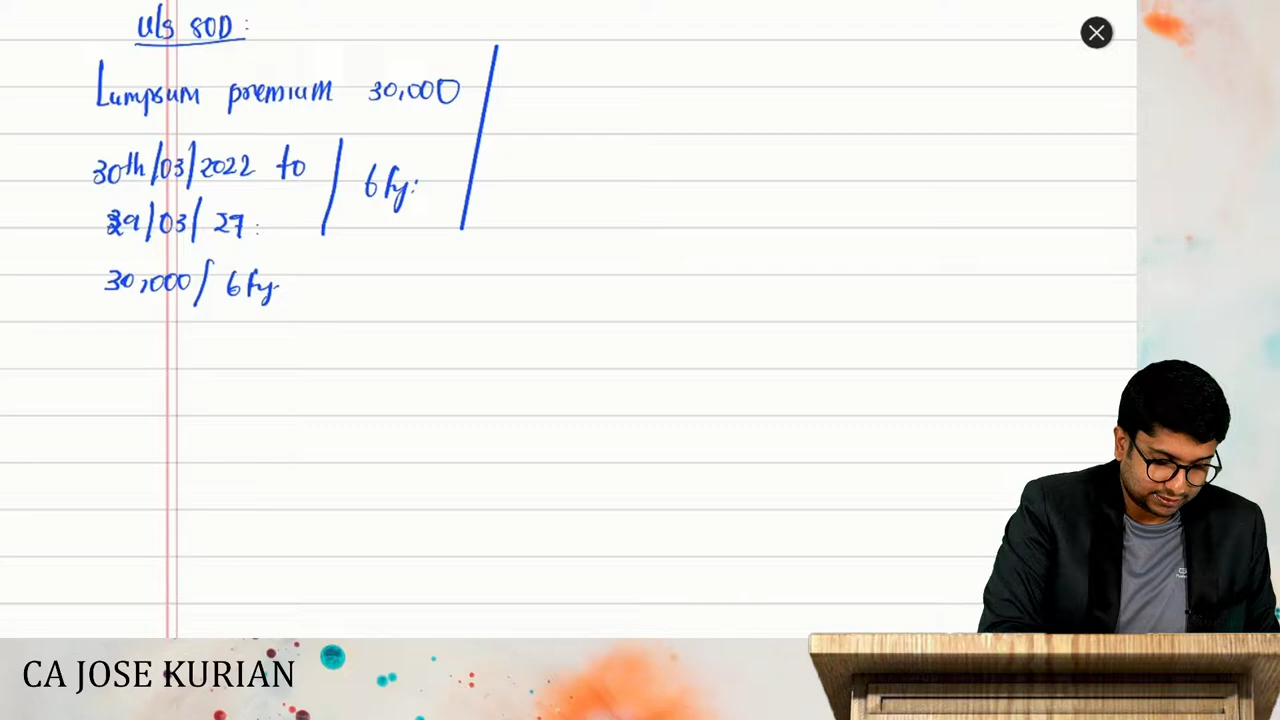 u/s 80D :
Lumpsum premium 30,000
30th/03/2022 to
29/03/27 :
6 fy:
30,000 / 6 fy.
CA JOSE KURIAN